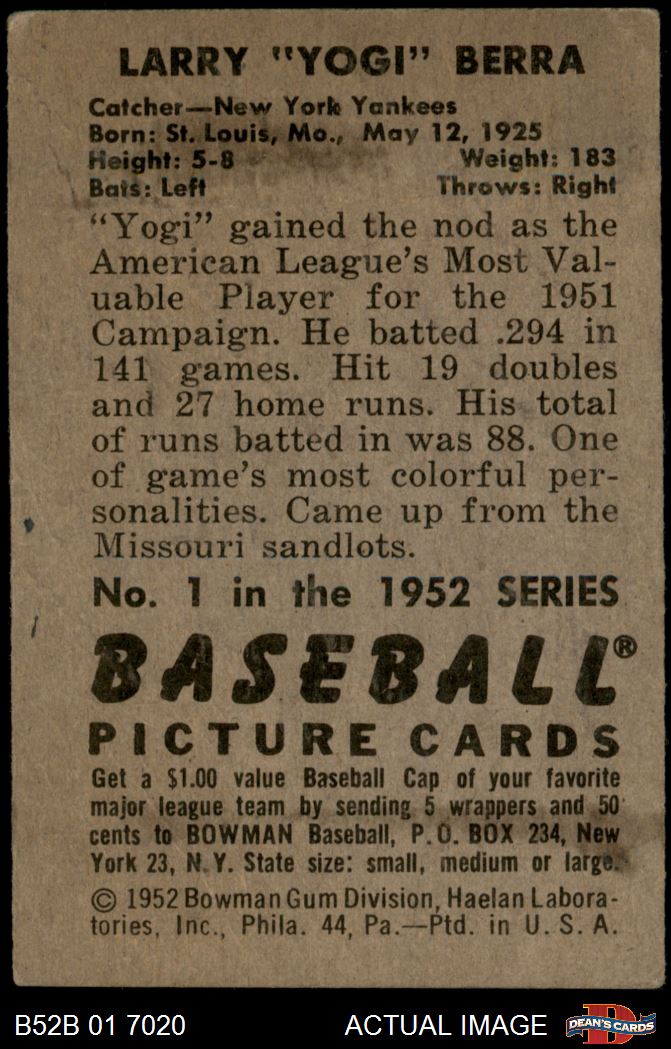 LARRY "YOGI" BERRA
Catcher—New York Yankees
Born: St. Louis, Mo., May 12, 1925
Height: 5-8 Weight: 183
Bats: Left Throws: Right
"Yogi" gained the nod as the
American League's Most Val-
uable Player for the 1951
Campaign. He batted .294 in
141 games. Hit 19 doubles
and 27 home runs. His total
of runs batted in was 88. One
of game's most colorful per-
sonalities. Came up from the
Missouri sandlots.
No. 1 in the 1952 SERIES
BASEBALL®
PICTURE CARDS
Get a $1.00 value Baseball Cap of your favorite
major league team by sending 5 wrappers and 50
cents to BOWMAN Baseball, P.O. BOX 234, New
York 23, N.Y. State size: small, medium or large.
© 1952 Bowman Gum Division, Haelan Labora-
tories, Inc., Phila. 44, Pa.—Ptd. in U. S. A.
B52B 01 7020 ACTUAL IMAGE D DEAN'S CARDS